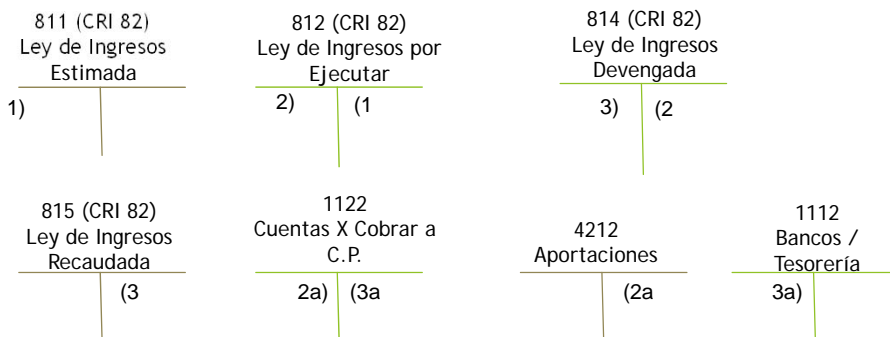 811 (CRI 82)
Ley de Ingresos
Estimada
1)
812 (CRI 82)
Ley de Ingresos por
Ejecutar
2) (1
814 (CRI 82)
Ley de Ingresos
Devengada
3) (2
815 (CRI 82)
Ley de Ingresos
Recaudada
(3
1122
Cuentas X Cobrar a
C.P.
2a) (3a
4212
Aportaciones
(2a
1112
Bancos /
Tesorería
3a)